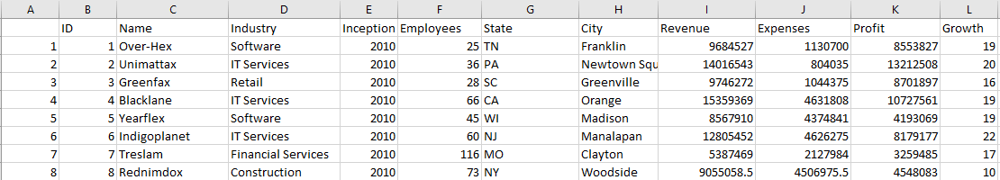 A B C D E F G H I J K L
ID Name Industry Inception Employees State City Revenue Expenses Profit Growth
1 1 Over-Hex Software 2010 25 TN Franklin 9684527 1130700 8553827 19
2 2 Unimattax IT Services 2010 36 PA Newtown Squ 14016543 804035 13212508 20
3 3 Greenfax Retail 2010 28 SC Greenville 9746272 1044375 8701897 16
4 4 Blacklane IT Services 2010 66 CA Orange 15359369 4631808 10727561 19
5 5 Yearflex Software 2010 45 WI Madison 8567910 4374841 4193069 19
6 6 Indigoplanet IT Services 2010 60 NJ Manalapan 12805452 4626275 8179177 22
7 7 Treslam Financial Services 2010 116 MO Clayton 5387469 2127984 3259485 17
8 8 Rednimdox Construction 2010 73 NY Woodside 9055058.5 4506975.5 4548083 10